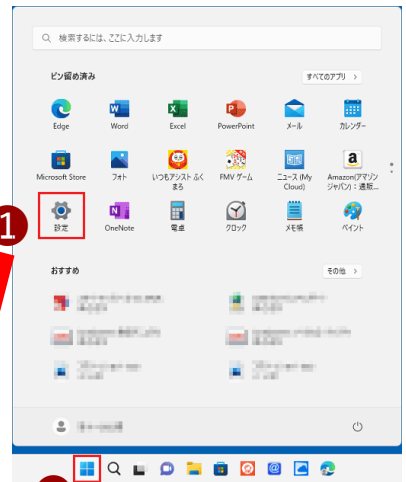 検索するには、ここに入力します
ピン留め済み
すべてのアプリ >
Edge
Word
Excel
PowerPoint
メール
カレンダー
Microsoft Store
フォト
いつもアシスト ふく
まろ
FMV ゲーム
ニュース (My
Cloud)
Amazon(アマゾン
ジャパン) : 通販...
1
設定
OneNote
電卓
クロック
メモ帳
ペイント
おすすめ
その他 >